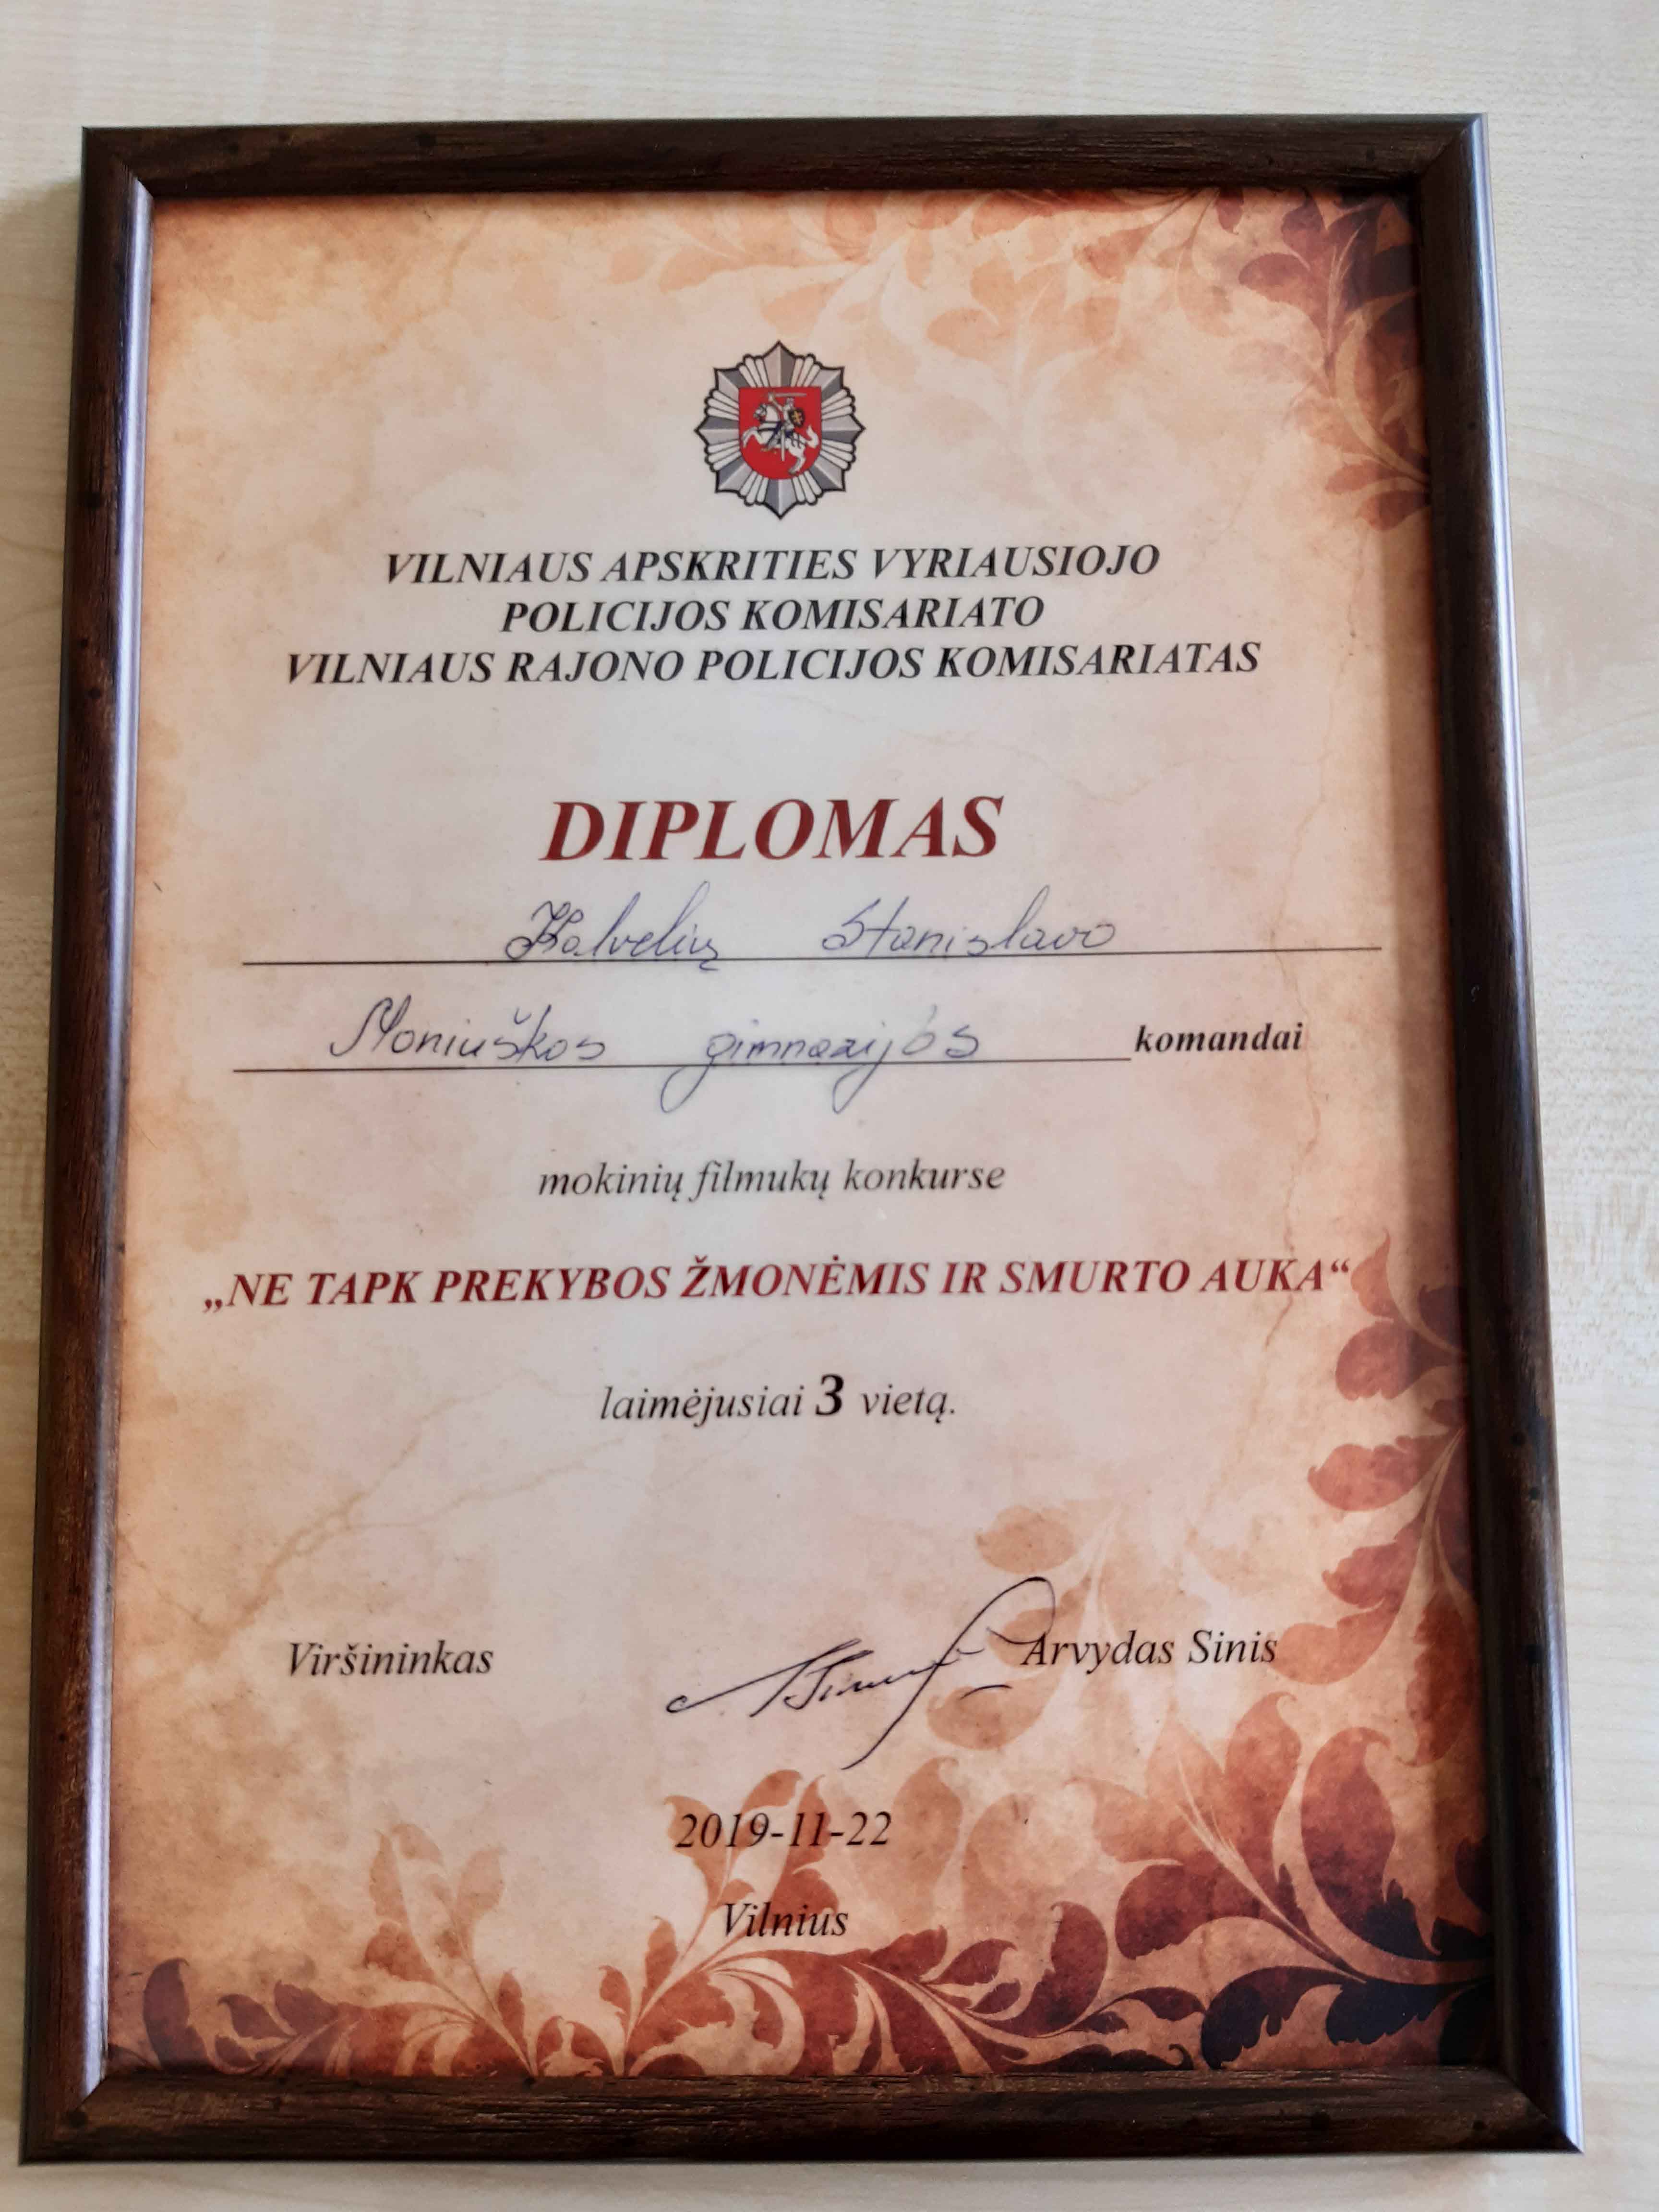 VILNIAUS APSKRITIES VYRIAUSIOJO
POLICIJOS KOMISARIATO
VILNIAUS RAJONO POLICIJOS KOMISARIATAS
DIPLOMAS
Kalvelių Stanislavo
Moniuškos gimnazijos komandai
mokinių filmukų konkurse
„NE TAPK PREKYBOS ŽMONĖMIS IR SMURTO AUKA“
laimėjusiai 3 vietą.
Viršininkas Arvydas Sinis
2019-11-22
Vilnius